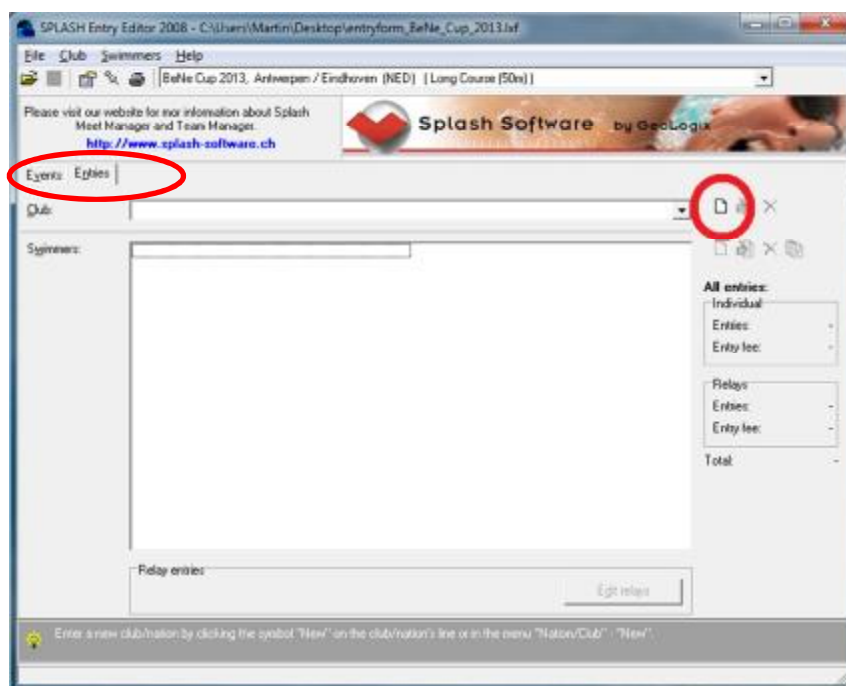 SPLASH Entry Editor 2008 - C:\Users\Martin\Desktop\entryform_BeNe_Cup_2013.lxf
File Club Swimmers Help
BeNe Cup 2013, Antwerpen / Eindhoven (NED) (Long Course (50m))
Please visit our website for mor information about Splash
Meet Manager and Team Manager.
http://www.splash-software.ch
Splash Software by GeoLogix
Events Entries
Club:
Swimmers:
All entries:
Individual
Entries: -
Entry fee: -
Relays
Entries: -
Entry fee: -
Total: -
Relay entries
Edit relays
Enter a new club/nation by clicking the symbol "New" on the club/nation's line or in the menu "Nation/Club" - "New".